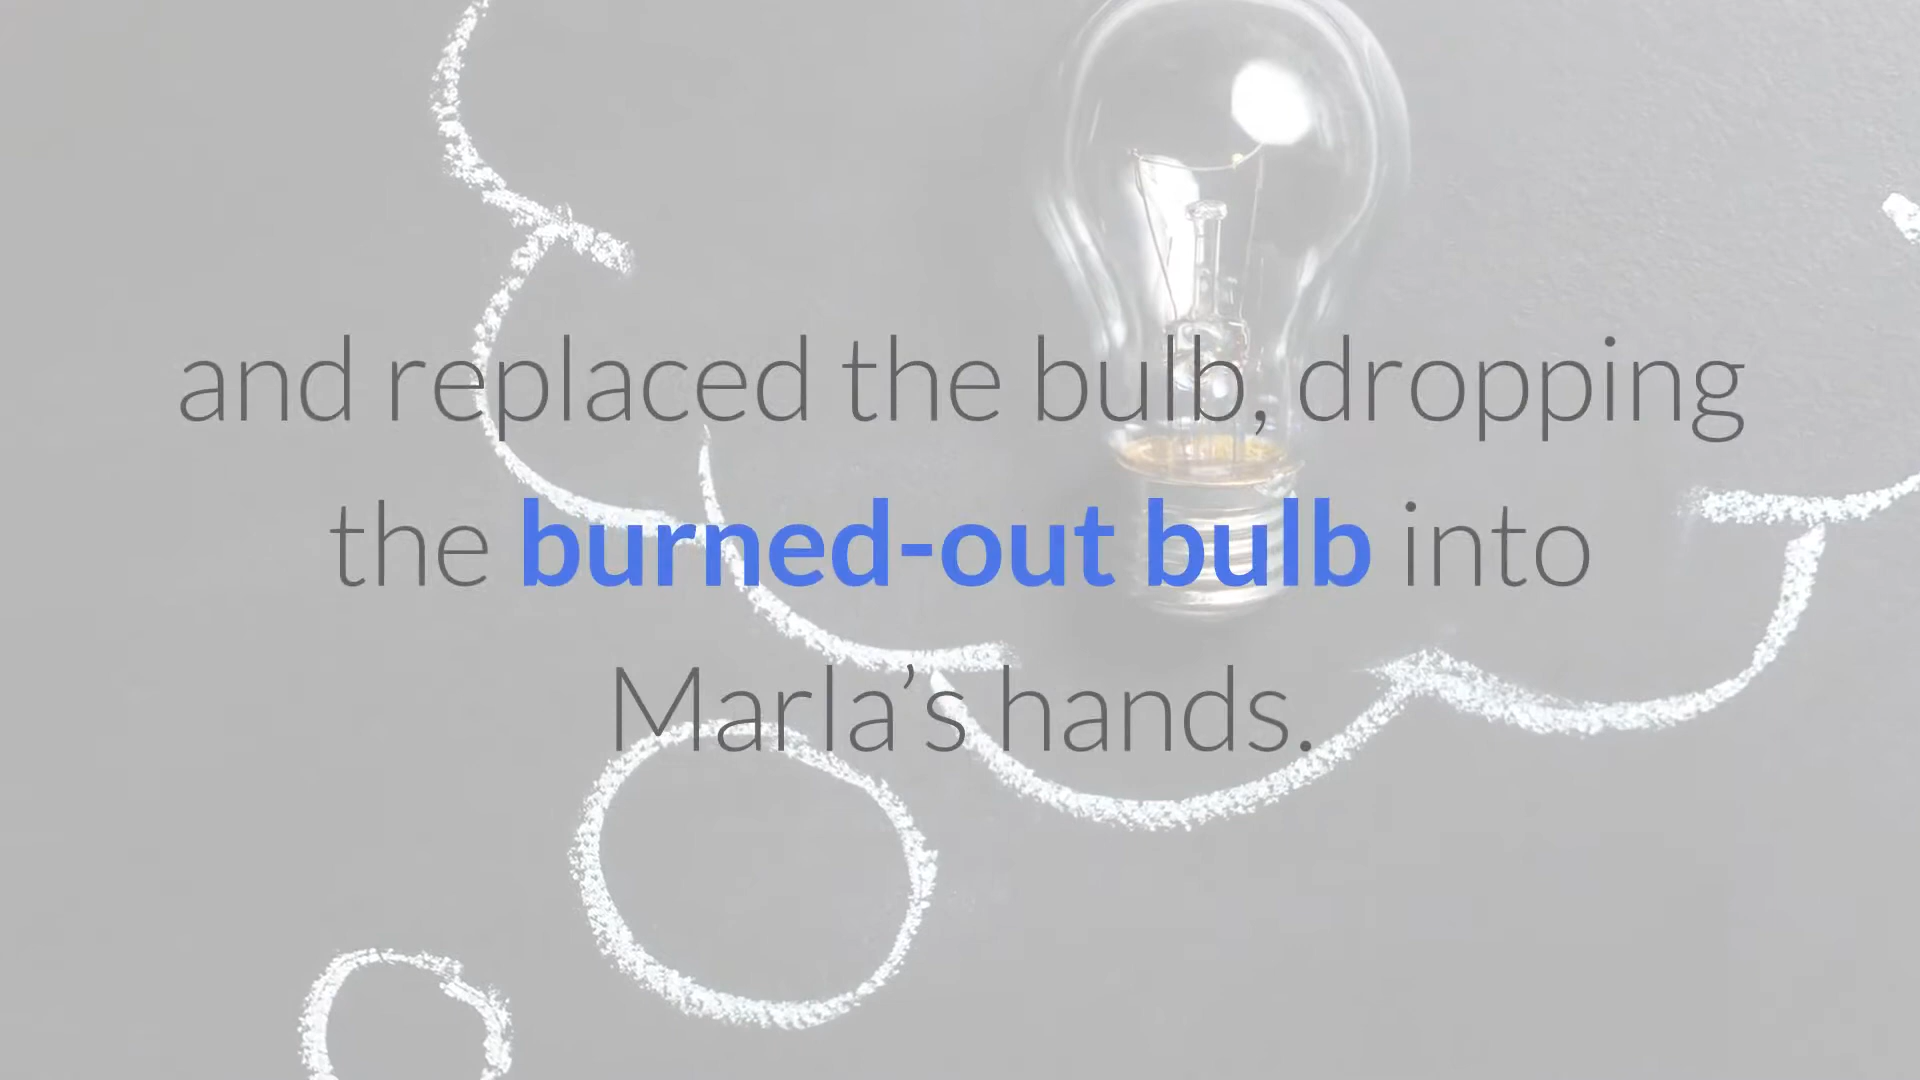 and replaced the bulb, dropping
the burned-out bulb into
Marla’s hands.